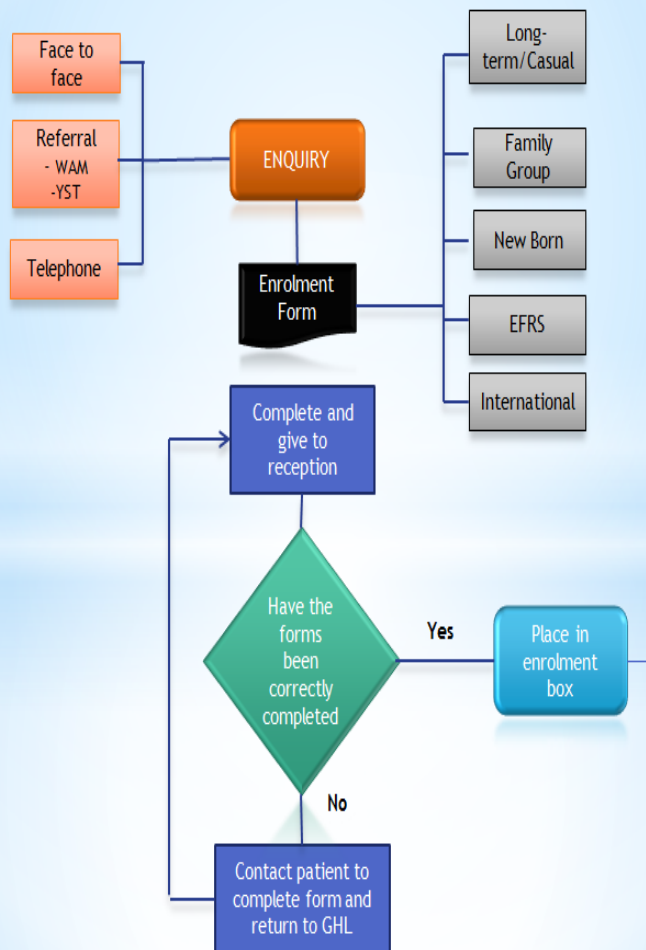 Face to
face
Referral
- WAM
-YST
Telephone
ENQUIRY
Enrolment
Form
Long-
term/Casual
Family
Group
New Born
EFRS
International
Complete and
give to
reception
Have the
forms
been
correctly
completed
Yes
Place in
enrolment
box
No
Contact patient to
complete form and
return to GHL